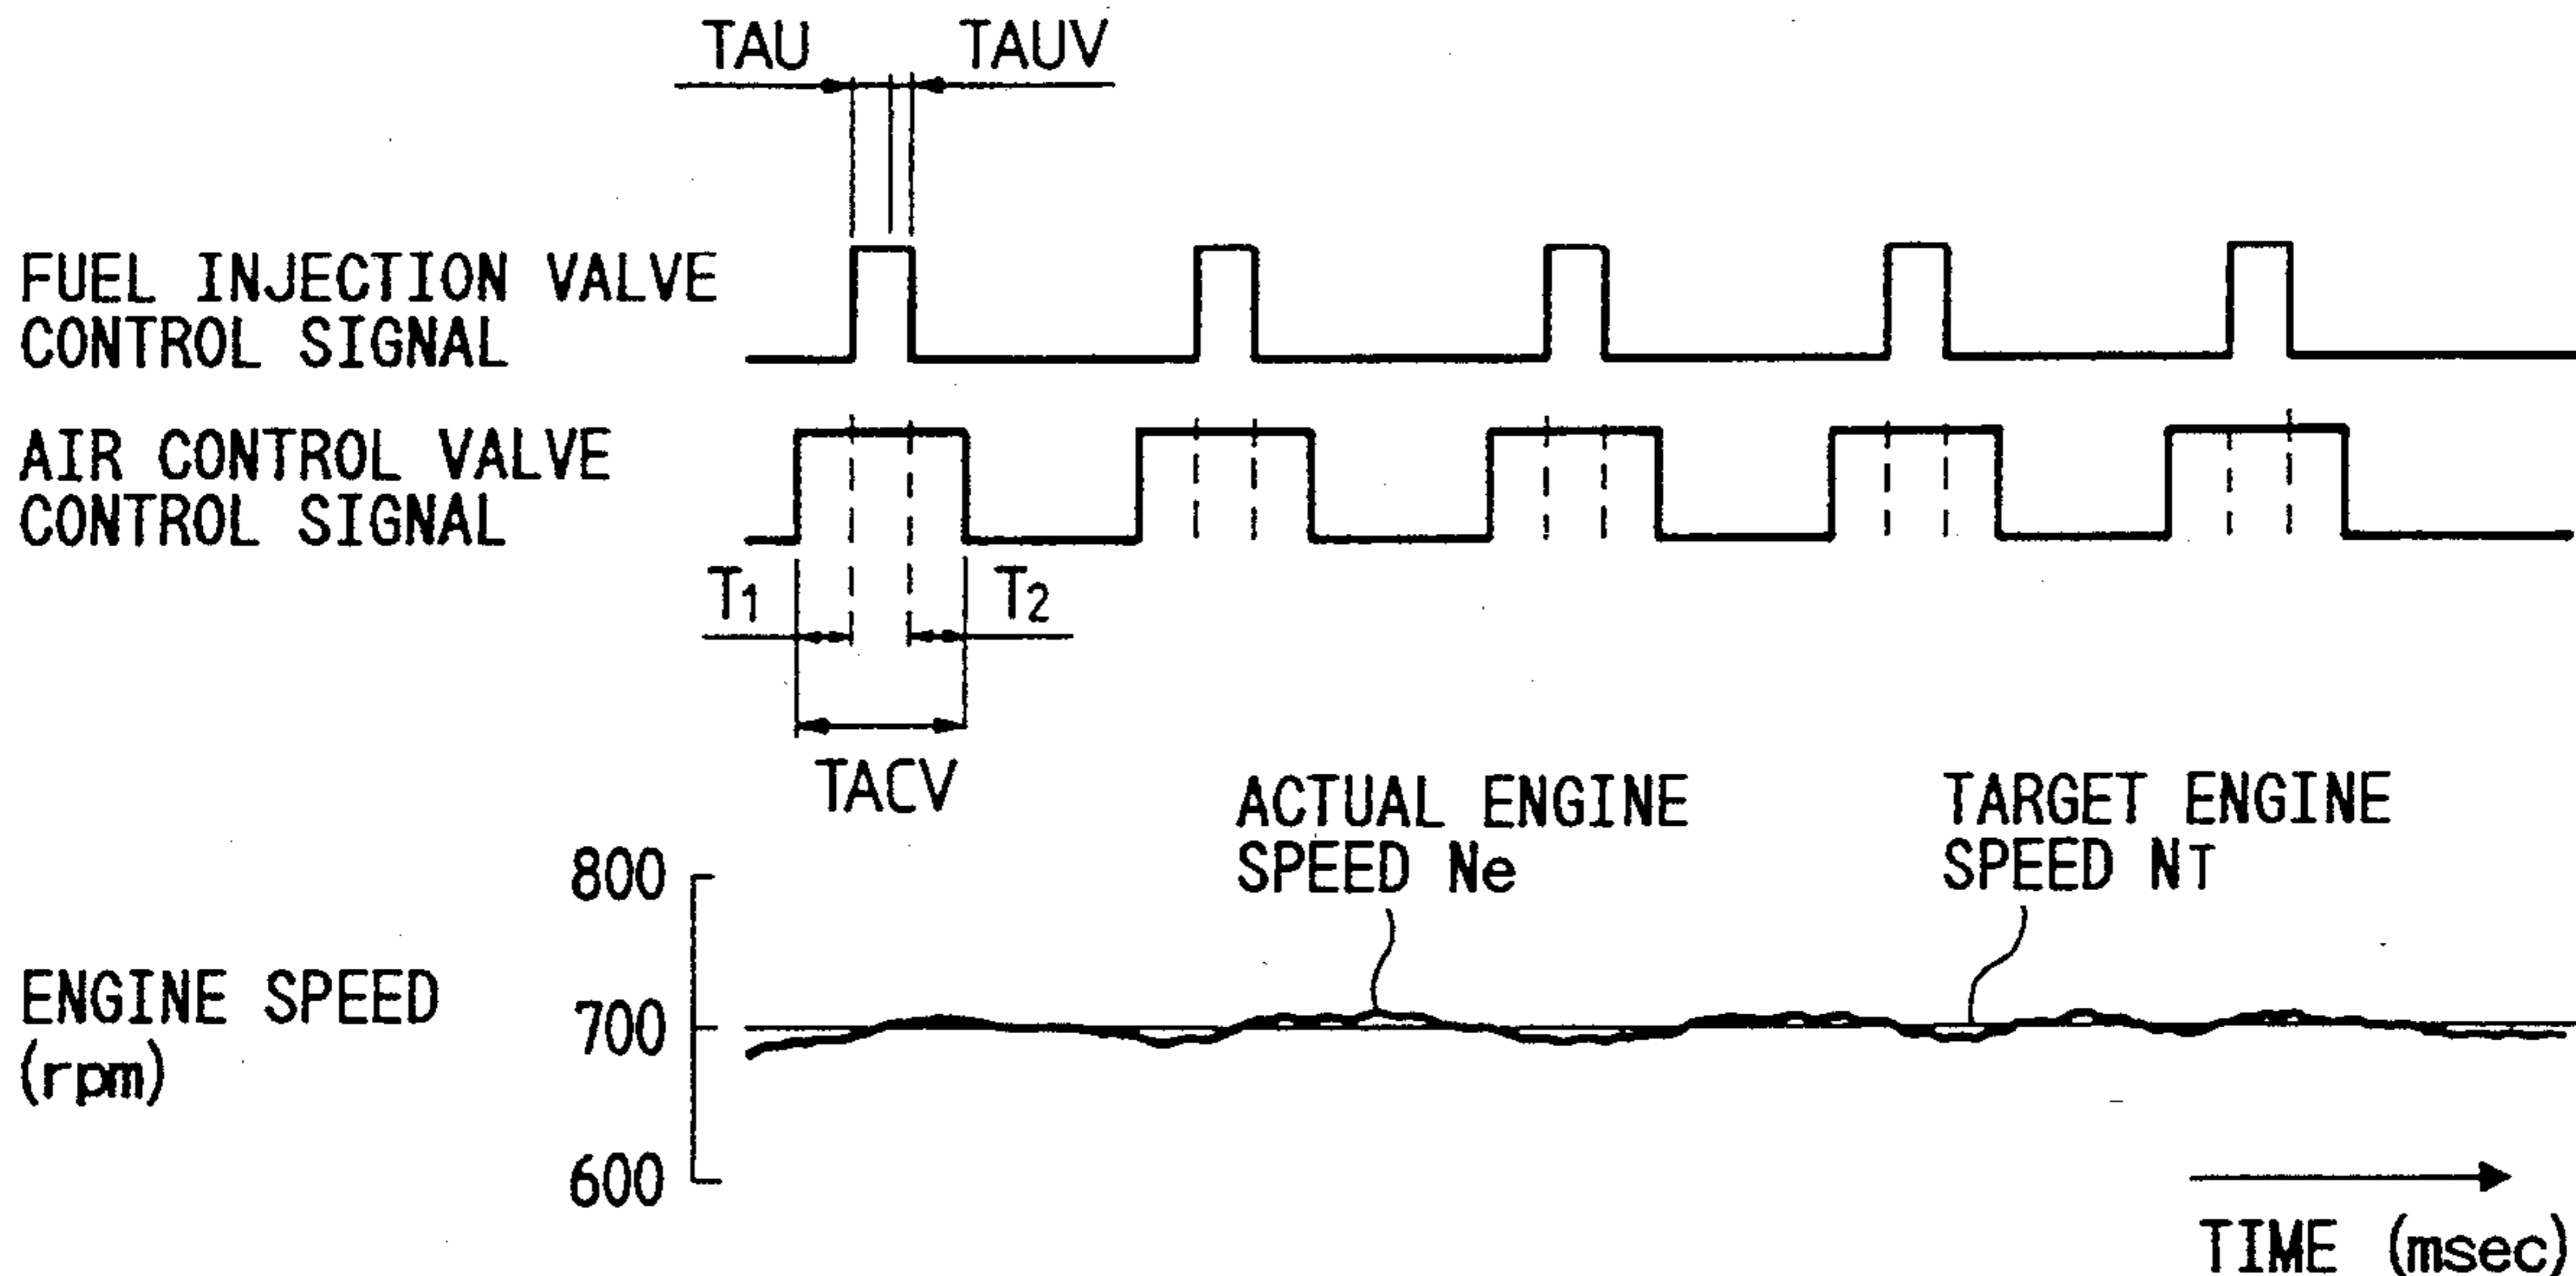 TAU TAUV
FUEL INJECTION VALVE
CONTROL SIGNAL
AIR CONTROL VALVE
CONTROL SIGNAL
T1 T2
TACV
ACTUAL ENGINE
SPEED Ne
TARGET ENGINE
SPEED NT
800
ENGINE SPEED
(rpm)
700
600
TIME (msec)